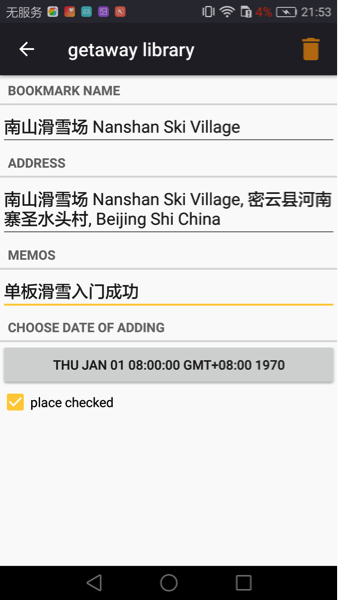 无服务 4% 21:53
getaway library
BOOKMARK NAME
南山滑雪场 Nanshan Ski Village
ADDRESS
南山滑雪场 Nanshan Ski Village, 密云县河南
寨圣水头村, Beijing Shi China
MEMOS
单板滑雪入门成功
CHOOSE DATE OF ADDING
THU JAN 01 08:00:00 GMT+08:00 1970
place checked